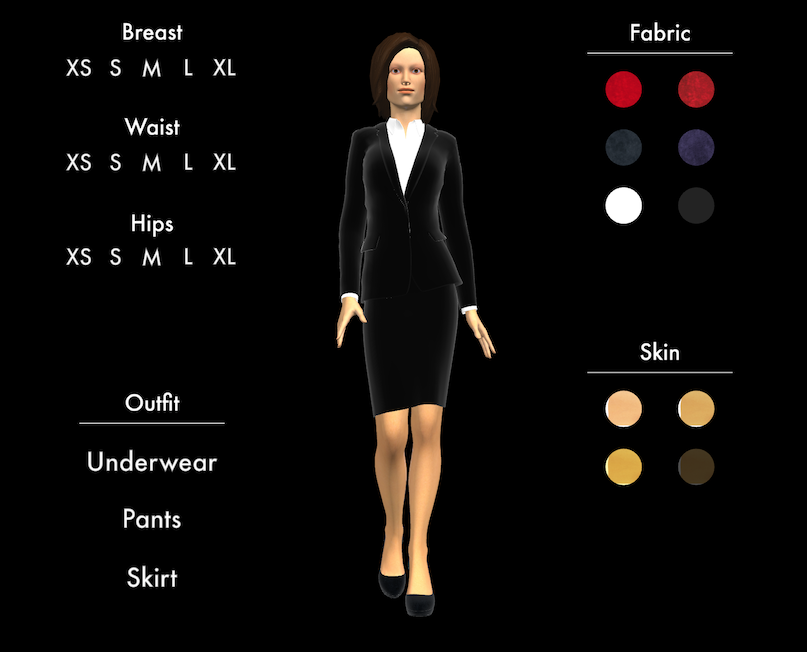 Breast
XS S M L XL
Waist
XS S M L XL
Hips
XS S M L XL
Outfit
Underwear
Pants
Skirt
Fabric
Skin